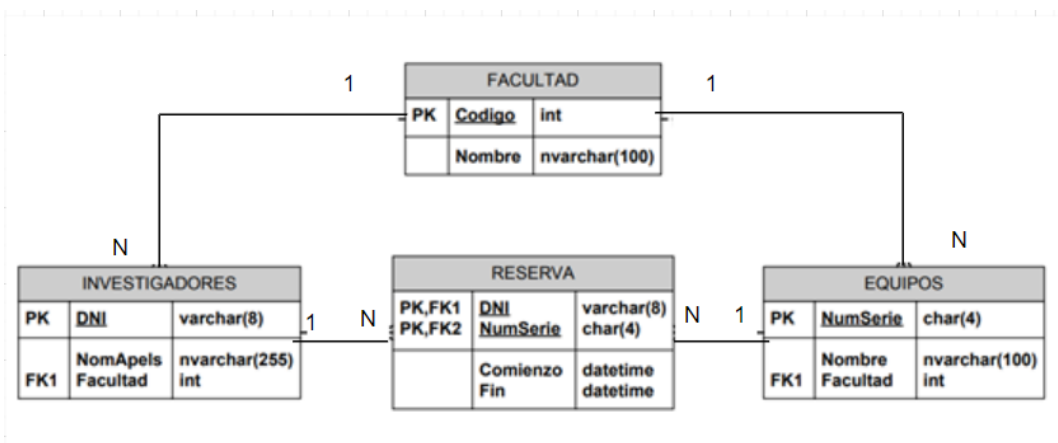 1
FACULTAD
1
PK Codigo int
Nombre nvarchar(100)
N
N
INVESTIGADORES
PK DNI varchar(8)
NomApels nvarchar(255)
FK1 Facultad int
1
N
RESERVA
PK,FK1 DNI varchar(8)
PK,FK2 NumSerie char(4)
Comienzo datetime
Fin datetime
N
1
EQUIPOS
PK NumSerie char(4)
Nombre nvarchar(100)
FK1 Facultad int